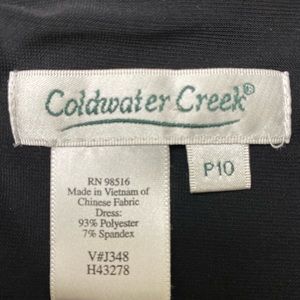 Coldwater Creek®
P10
RN 98516
Made in Vietnam of
Chinese Fabric
Dress:
93% Polyester
7% Spandex
V#J348
H43278